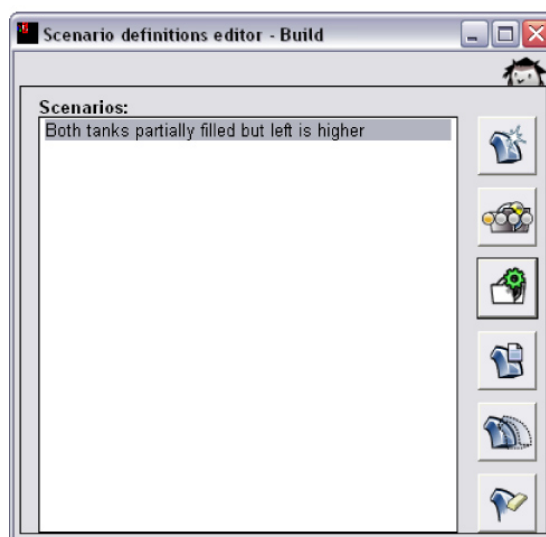 Scenario definitions editor - Build
Scenarios:
Both tanks partially filled but left is higher